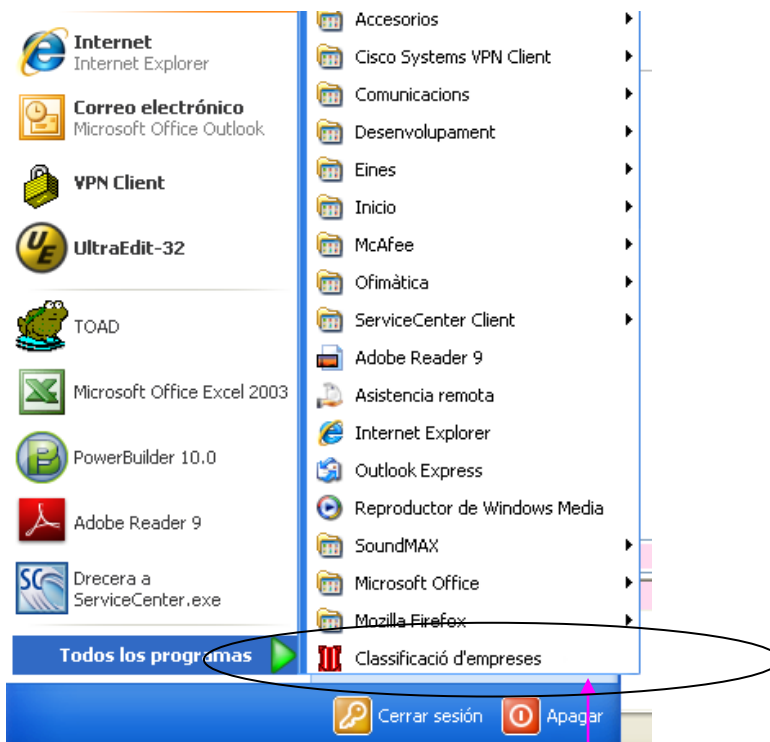 Internet
Internet Explorer
Correo electrónico
Microsoft Office Outlook
VPN Client
UltraEdit-32
TOAD
Microsoft Office Excel 2003
PowerBuilder 10.0
Adobe Reader 9
Drecera a
ServiceCenter.exe
Todos los programas
Accesorios
Cisco Systems VPN Client
Comunicacions
Desenvolupament
Eines
Inicio
McAfee
Ofimàtica
ServiceCenter Client
Adobe Reader 9
Asistencia remota
Internet Explorer
Outlook Express
Reproductor de Windows Media
SoundMAX
Microsoft Office
Mozilla Firefox
Classificació d'empreses
Cerrar sesión
Apagar